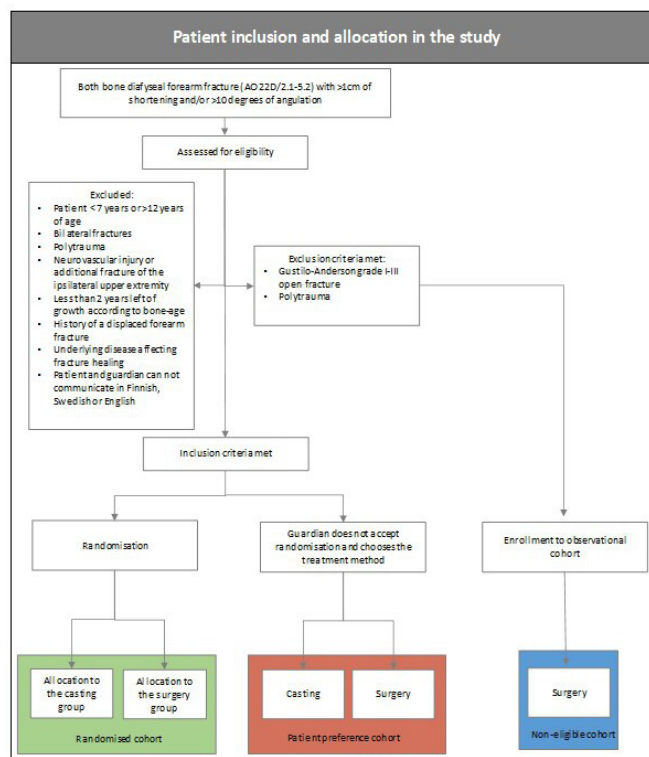 Patient inclusion and allocation in the study
Both bone diafyseal forearm fracture (AO 22D/2.1-5.2) with >1cm of
shortening and/or >10 degrees of angulation
Assessed for eligibility
Excluded:
• Patient <7 years or >12 years
of age
• Bilateral fractures
• Polytrauma
• Neurovascular injury or
additional fracture of the
ipsilateral upper extremity
• Less than 2 years left of
growth according to bone-age
• History of a displaced forearm
fracture
• Underlying disease affecting
fracture healing
• Patient and guardian can not
communicate in Finnish,
Swedish or English
Exclusion criteria met:
• Gustilo-Anderson grade I-III
open fracture
• Polytrauma
Inclusion criteria met
Randomisation
Guardian does not accept
randomisation and chooses the
treatment method
Enrollment to observational
cohort
Allocation to
the casting
group
Allocation to
the surgery
group
Randomised cohort
Casting
Surgery
Patient preference cohort
Surgery
Non-eligible cohort